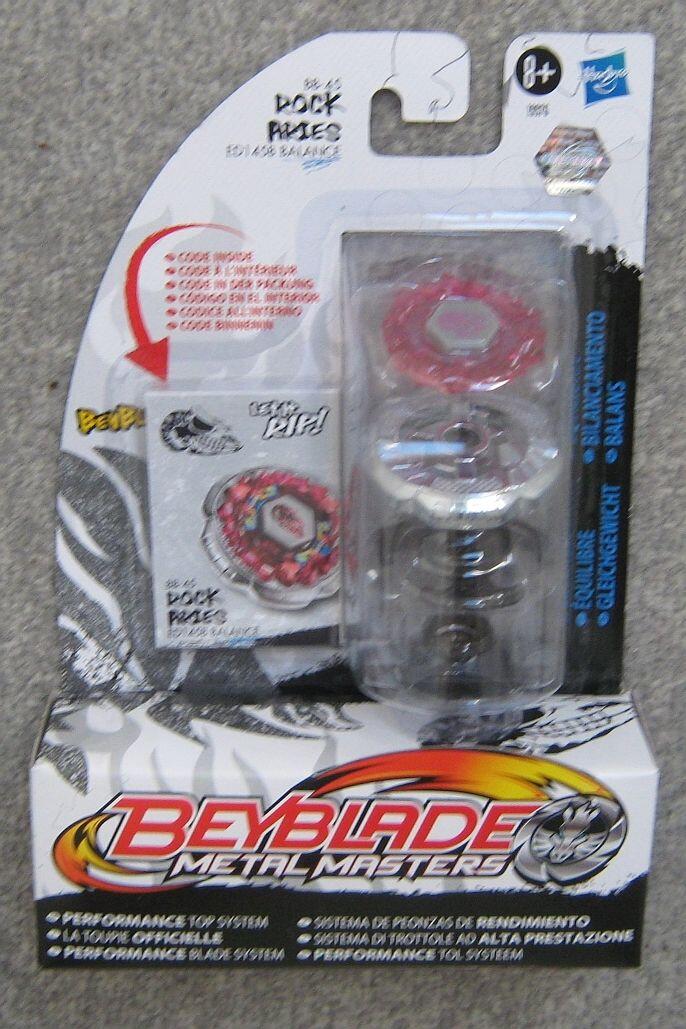 BB-45
ROCK
ARIES
ED145B BALANCE
8+
Hasbro
CODE INSIDE
CODE À L'INTÉRIEUR
CODE IN DER PACKUNG
CÓDIGO EN EL INTERIOR
CODICE ALL'INTERNO
CODE BINNENIN
BEYBL
LET IT
RIP!
BB-45
ROCK
ARIES
ED145B BALANCE
ÉQUILIBRE
GLEICHGEWICHT
BILANCIAMENTO
BALANS
BEYBLADE
METAL MASTERS
PERFORMANCE TOP SYSTEM
LA TOUPIE OFFICIELLE
PERFORMANCE BLADE SYSTEM
SISTEMA DE PEONZAS DE RENDIMIENTO
SISTEMA DI TROTTOLE AD ALTA PRESTAZIONE
PERFORMANCE TOL SYSTEEM